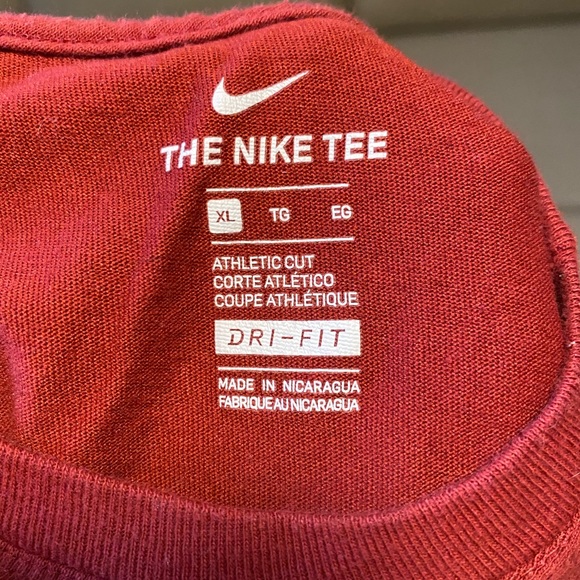 THE NIKE TEE
XL TG EG
ATHLETIC CUT
CORTE ATLÉTICO
COUPE ATHLÉTIQUE
DRI-FIT
MADE IN NICARAGUA
FABRIQUE AU NICARAGUA